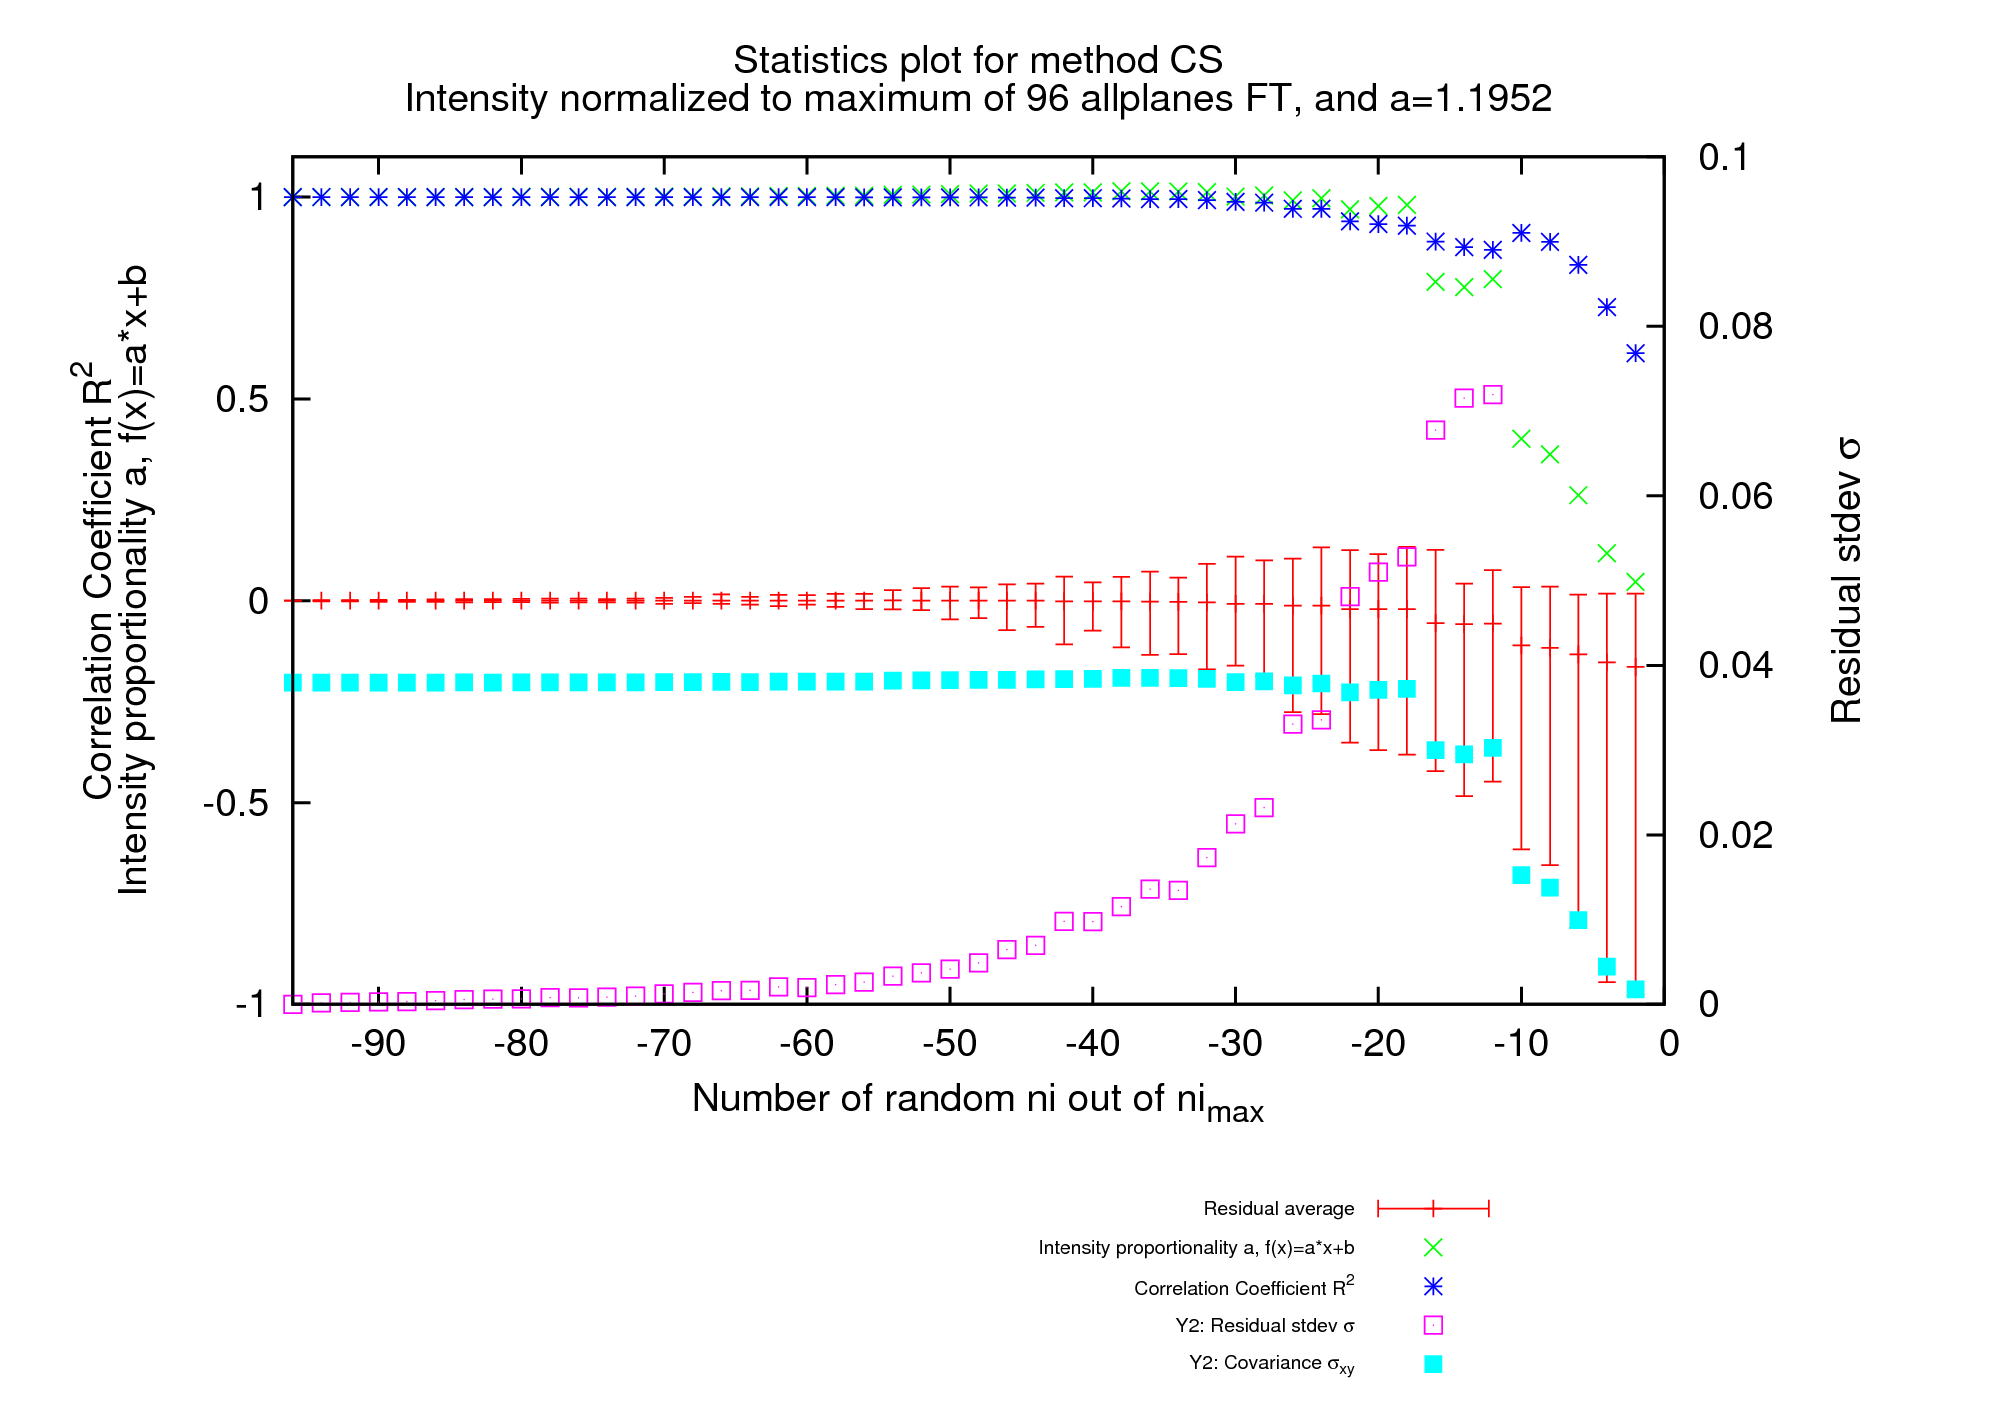 Statistics plot for method CS
Intensity normalized to maximum of 96 allplanes FT, and a=1.1952
Correlation Coefficient R²
Intensity proportionality a, f(x)=a*x+b
1
0.5
0
-0.5
-1
0.1
0.08
0.06
0.04
0.02
0
Residual stdev σ
-90 -80 -70 -60 -50 -40 -30 -20 -10 0
Number of random ni out of ni_max
Residual average
Intensity proportionality a, f(x)=a*x+b
Correlation Coefficient R²
Y2: Residual stdev σ
Y2: Covariance σ_xy